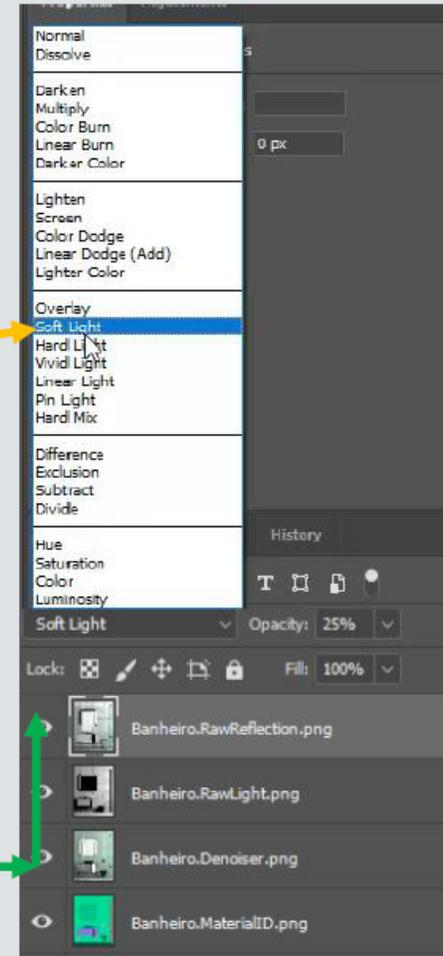 Normal
Dissolve
Darken
Multiply
Color Burn
Linear Burn
Darker Color
0 px
Lighten
Screen
Color Dodge
Linear Dodge (Add)
Lighter Color
Overlay
Soft Light
Hard Light
Vivid Light
Linear Light
Pin Light
Hard Mix
Difference
Exclusion
Subtract
Divide
History
Hue
Saturation
Color
Luminosity
Soft Light Opacity: 25%
Lock: Fill: 100%
Banheiro.RawReflection.png
Banheiro.RawLight.png
Banheiro.Denoiser.png
Banheiro.MaterialID.png